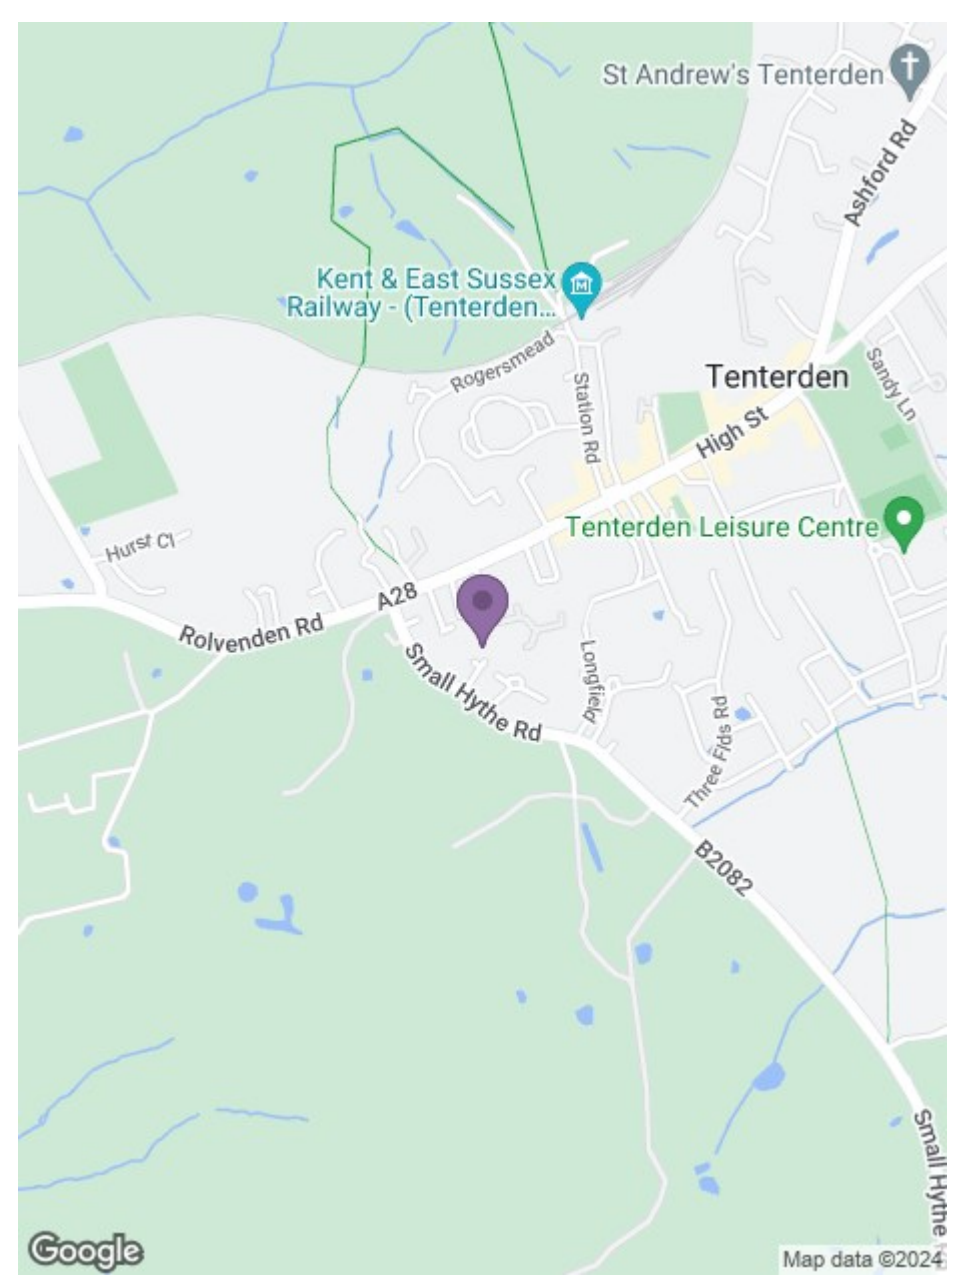 St Andrew's Tenterden
Ashford Rd
Kent & East Sussex
Railway - (Tenterden...
Rogersmead
Station Rd
Tenterden
Sandy Ln
High St
Tenterden Leisure Centre
Hurst Cl
A28
Rolvenden Rd
Small Hythe Rd
Longfield
Three Flds Rd
B2082
Small Hythe Rd
Google
Map data ©2024